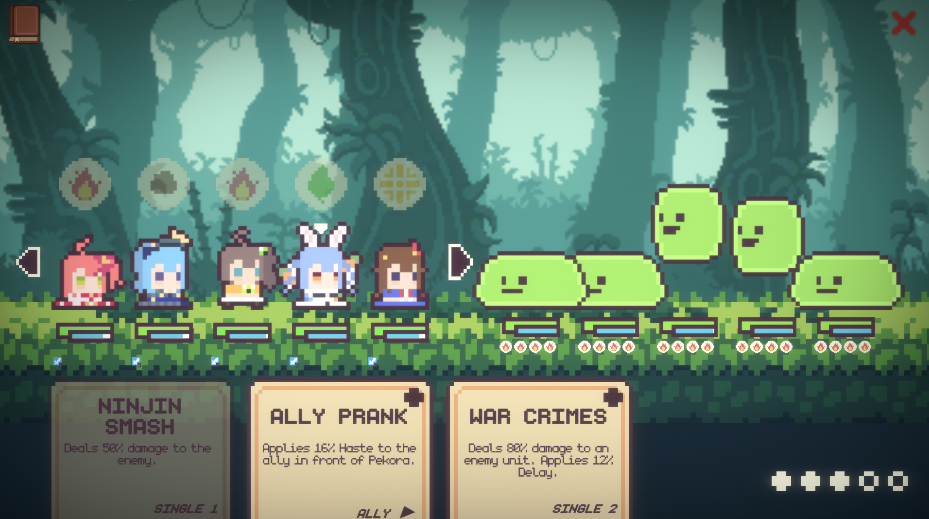 NINJIN
SMASH
Deals 50% damage to the
enemy.
SINGLE 1
ALLY PRANK
Applies 16% Haste to the
ally in front of Pekora.
ALLY
WAR CRIMES
Deals 80% damage to an
enemy unit. Applies 12%
Delay.
SINGLE 2